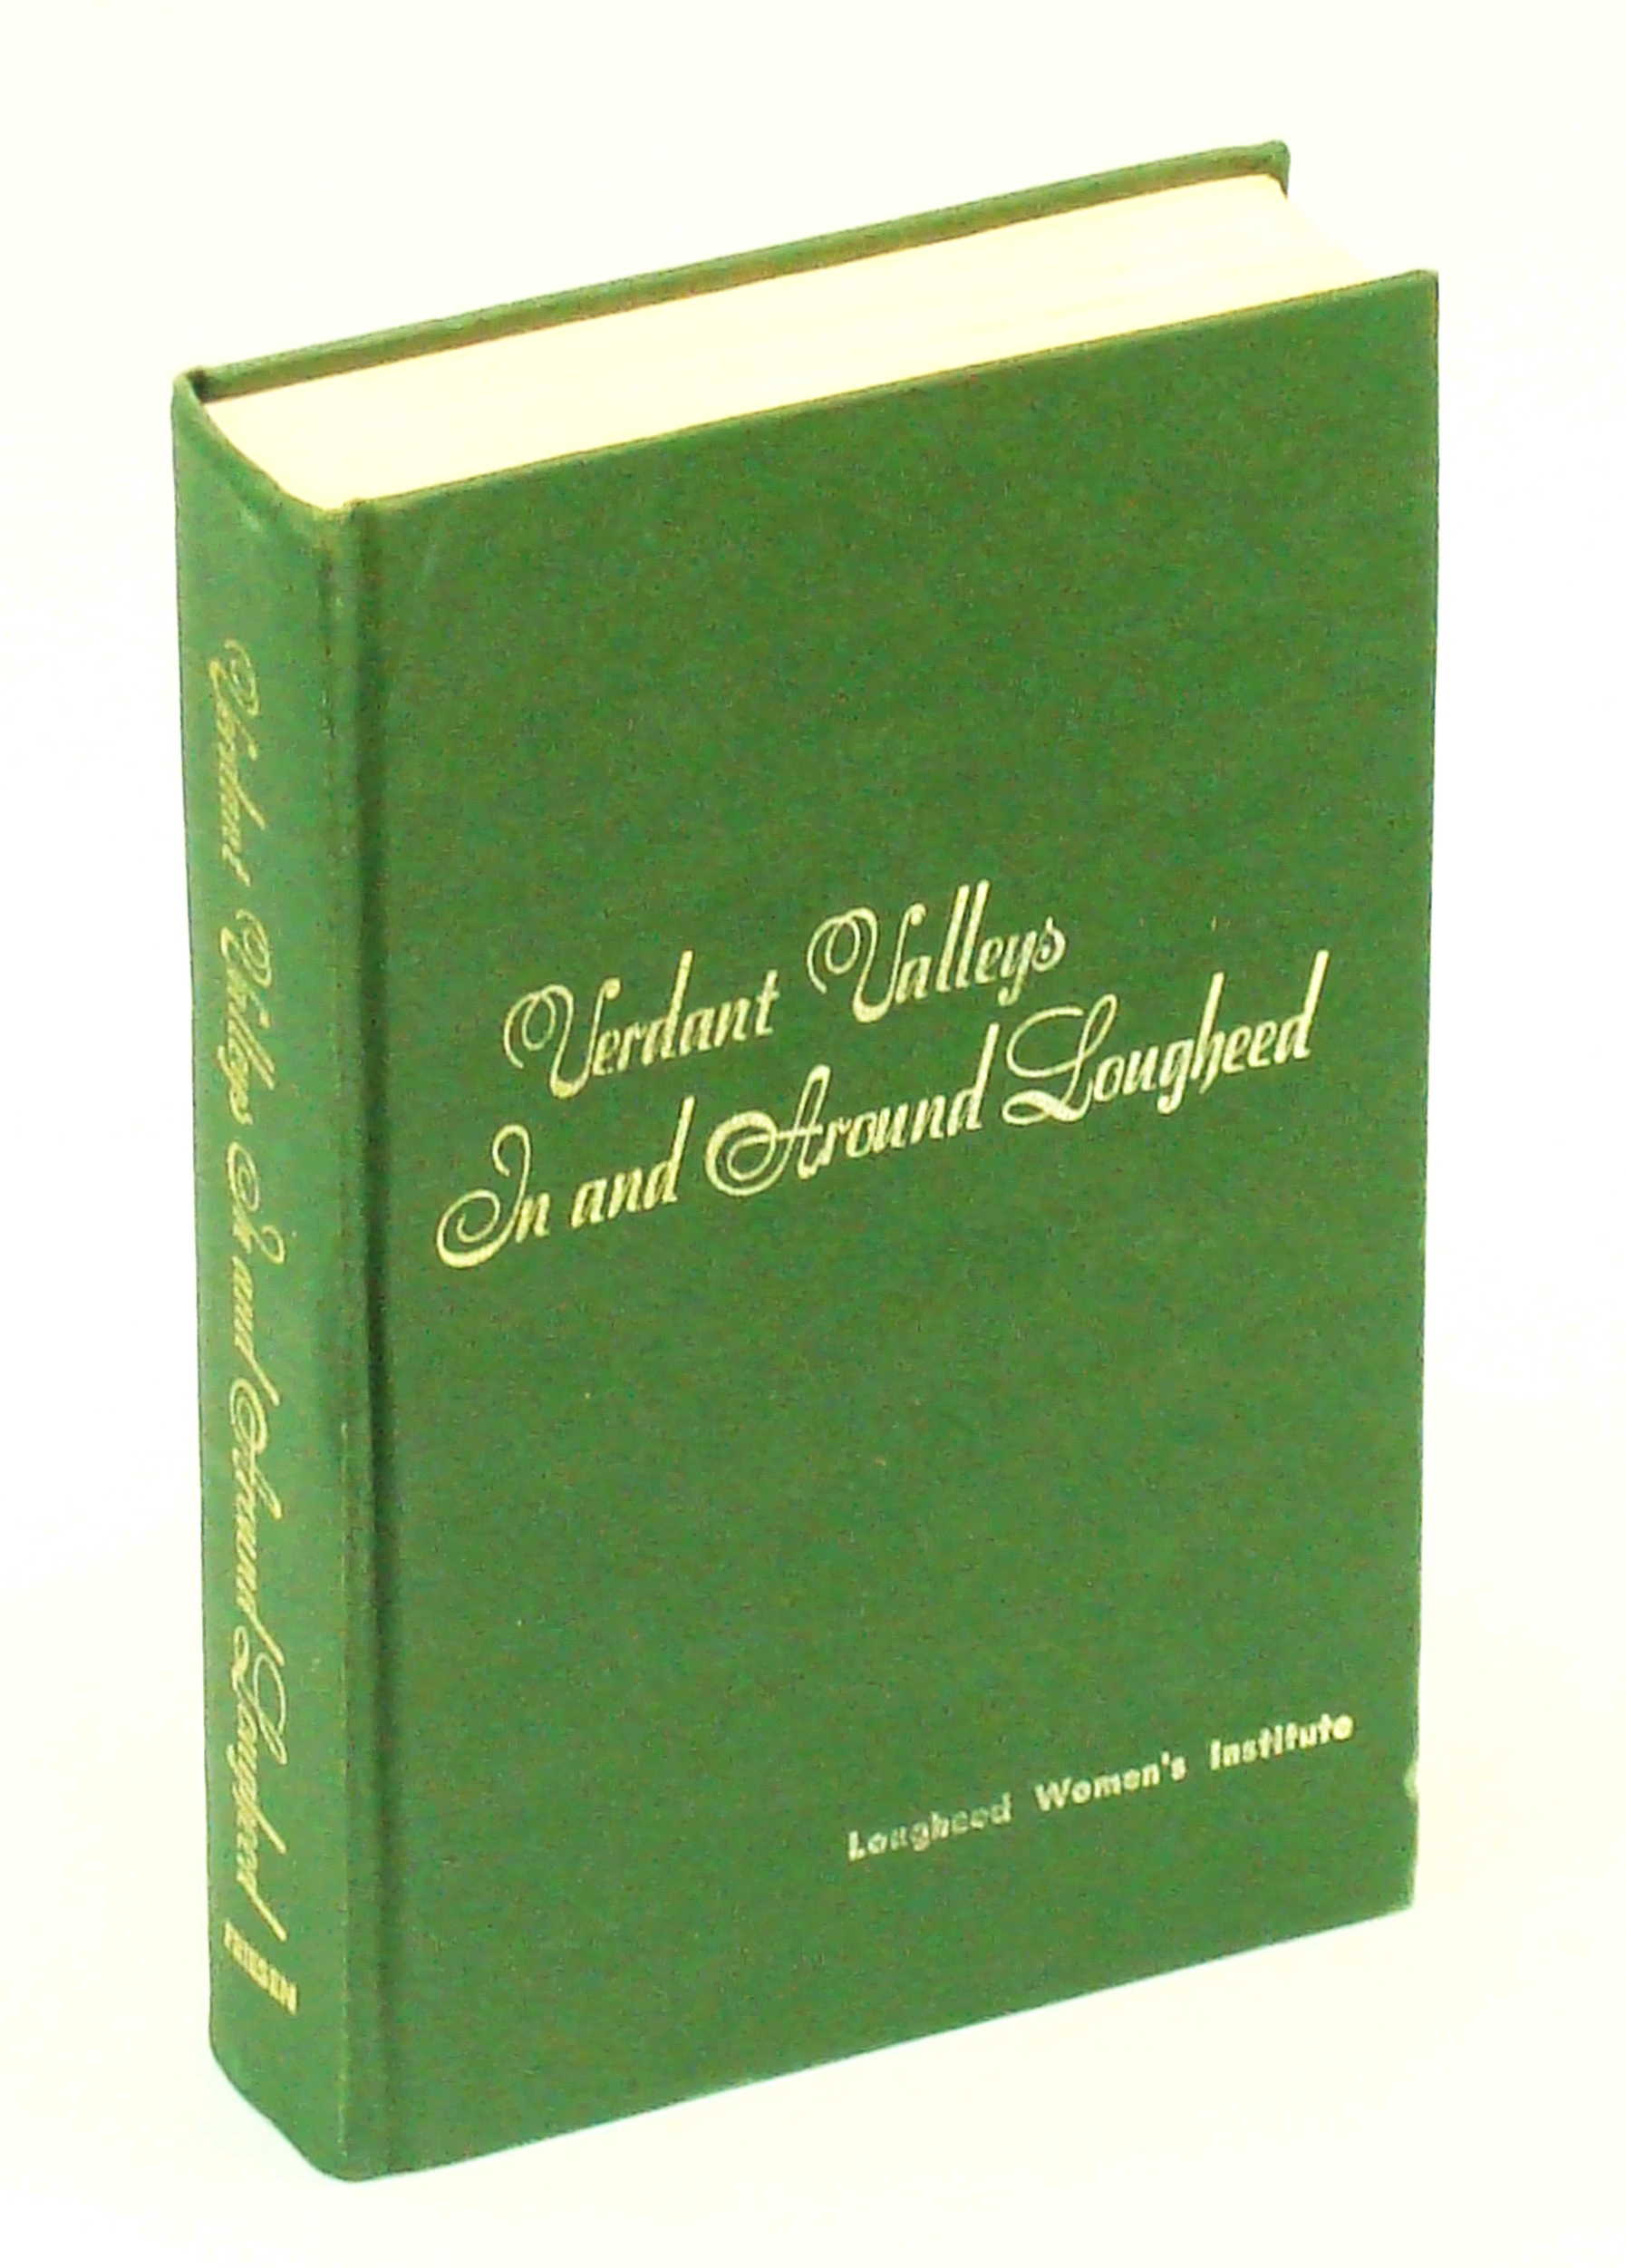 Verdant Valleys
In and Around Lougheed
Lougheed Women's Institute
Verdant Valleys In and Around Lougheed
FRIESEN